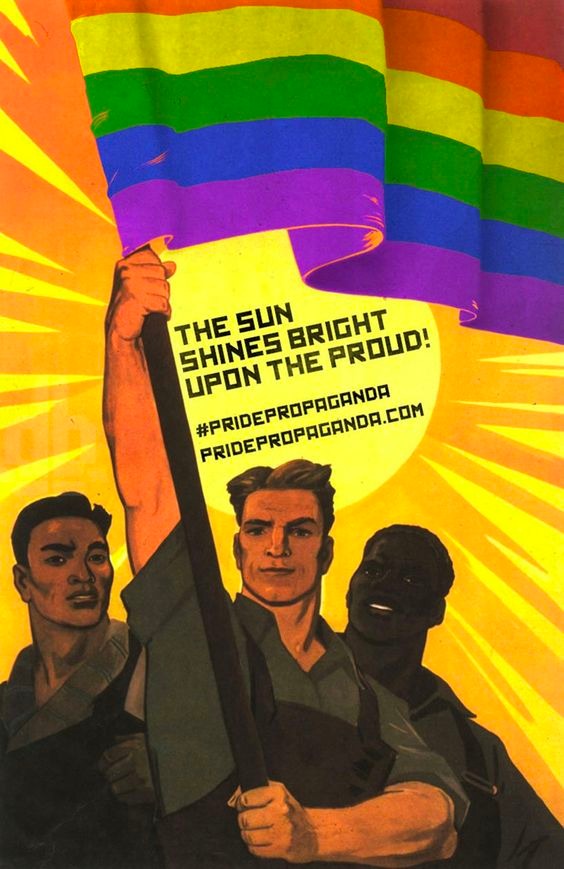 THE SUN
SHINES BRIGHT
UPON THE PROUD!
#PRIDEPROPAGANDA
PRIDEPROPAGANDA.COM